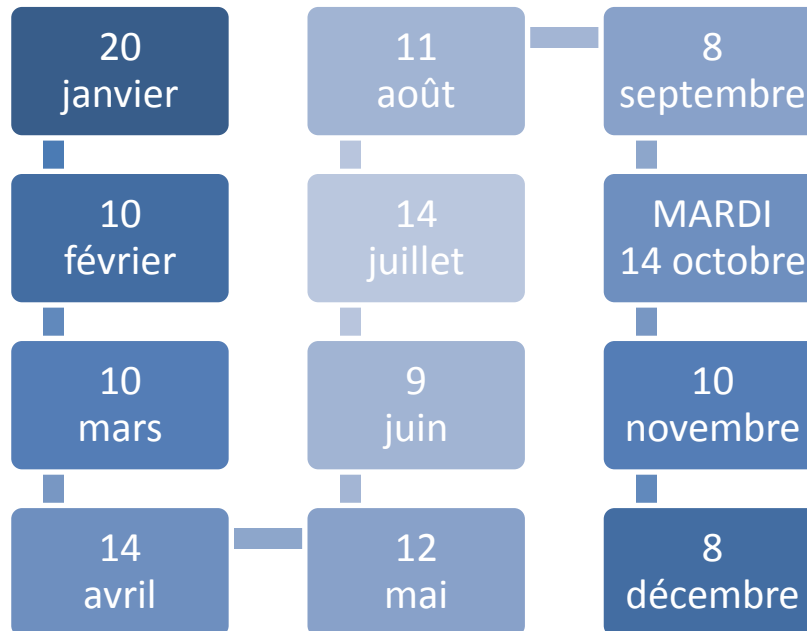 20
janvier
10
février
10
mars
14
avril
12
mai
9
juin
14
juillet
11
août
8
septembre
MARDI
14 octobre
10
novembre
8
décembre